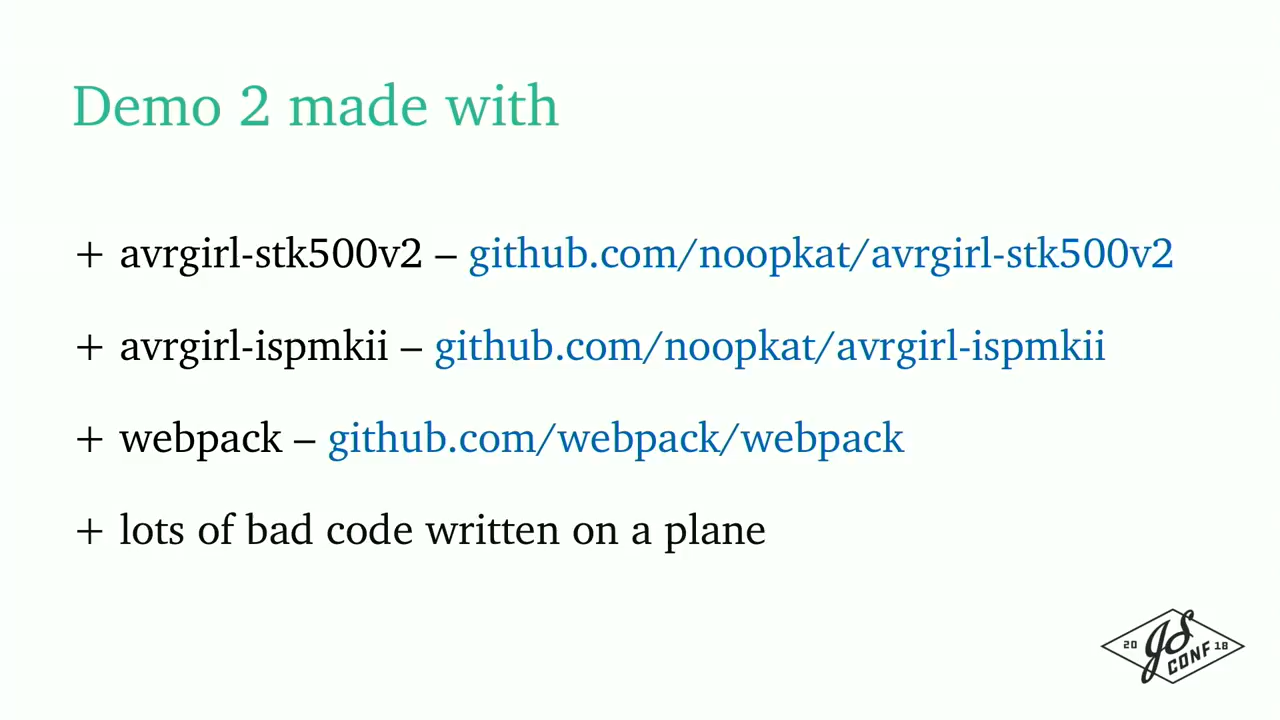 Demo 2 made with
+ avrgirl-stk500v2 – github.com/noopkat/avrgirl-stk500v2
+ avrgirl-ispmkii – github.com/noopkat/avrgirl-ispmkii
+ webpack – github.com/webpack/webpack
+ lots of bad code written on a plane
20 JS CONF 18